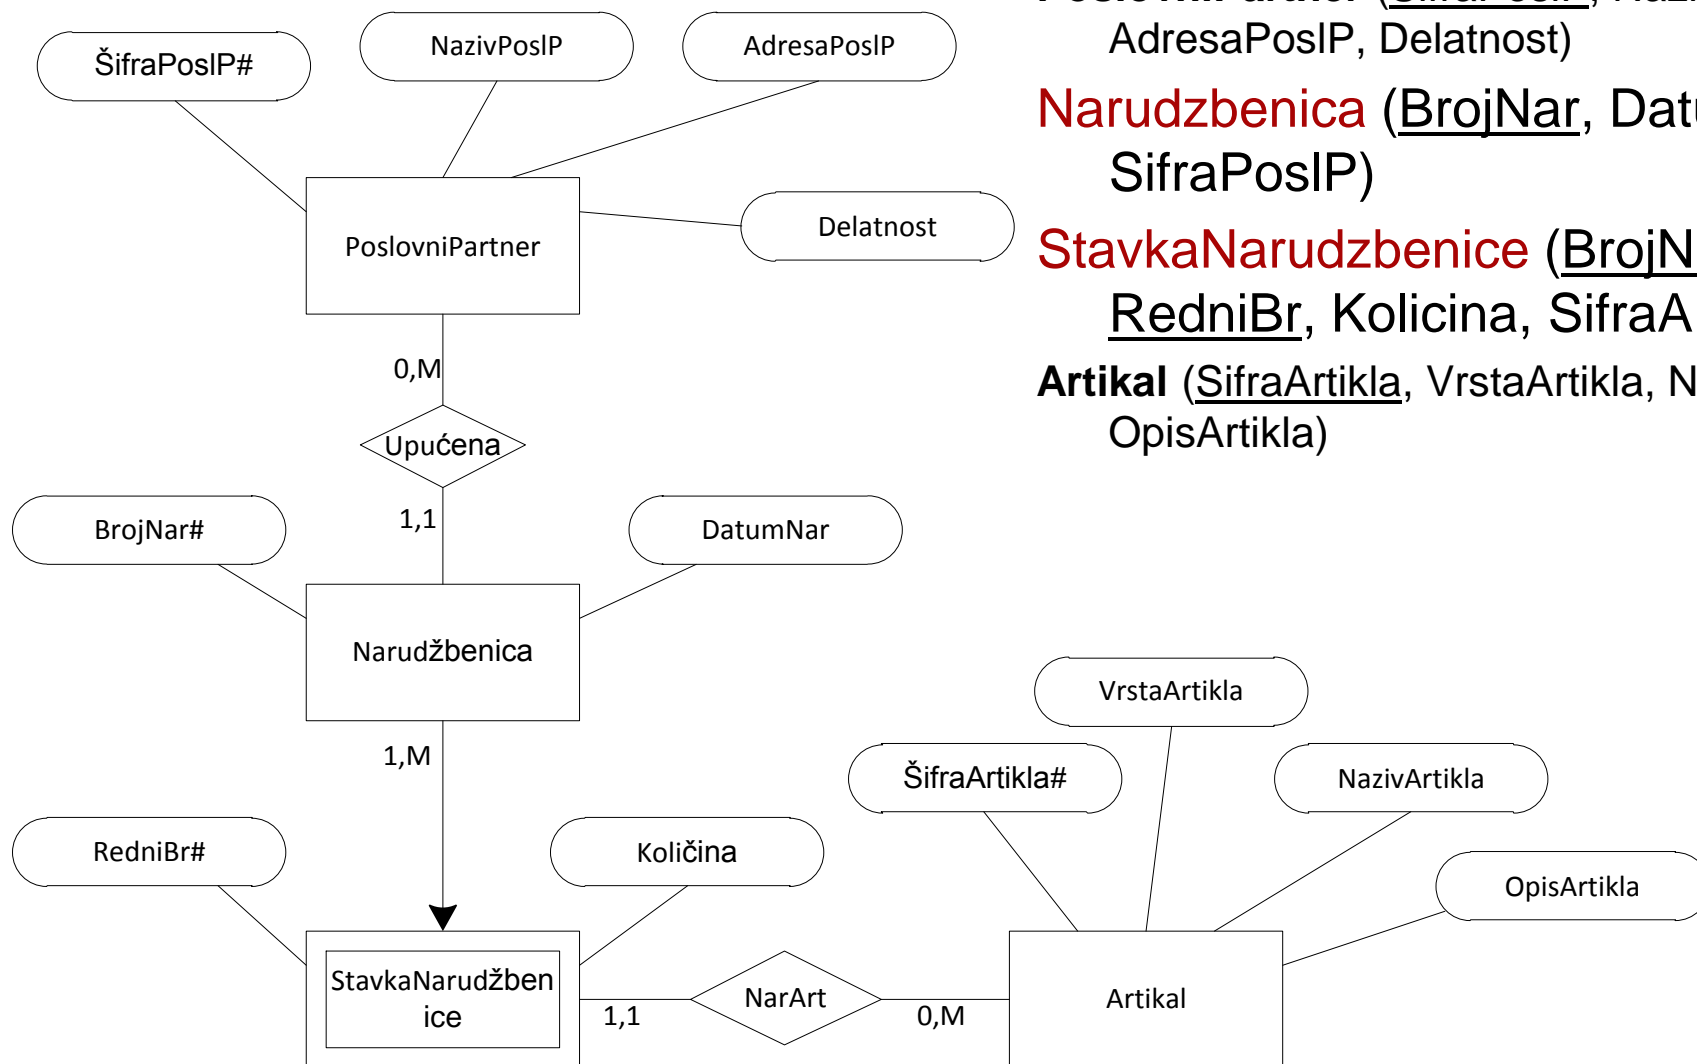 ŠifraPoslP#
NazivPoslP
AdresaPoslP
PoslovniPartner
Delatnost
0,M
Upućena
1,1
BrojNar#
DatumNar
Narudžbenica
1,M
RedniBr#
Količina
StavkaNarudžben
ice
1,1
NarArt
0,M
Artikal
ŠifraArtikla#
VrstaArtikla
NazivArtikla
OpisArtikla
PoslovniPartner (SifraPoslP,
AdresaPoslP, Delatnost)
Narudzbenica (BrojNar,
SifraPoslP)
StavkaNarudzbenice (
RedniBr, Kolicina,
Artikal (SifraArtikla, VrstaArtikla,
OpisArtikla)